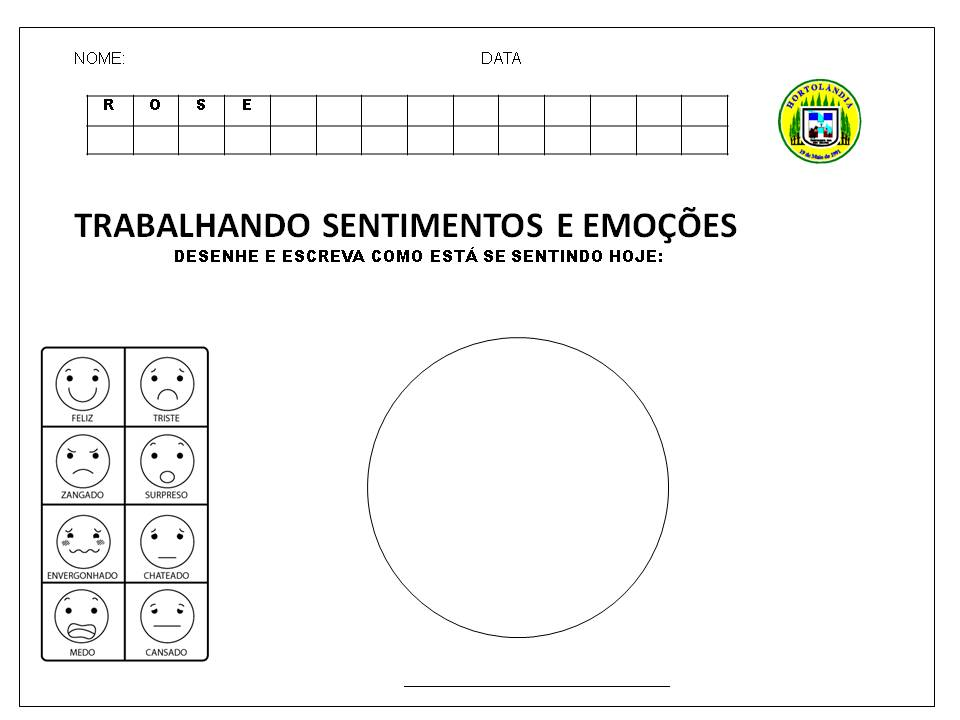 NOME: DATA
R O S E
HORTOLÂNDIA
19 de Maio de 1991
TRABALHANDO SENTIMENTOS E EMOÇÕES
DESENHE E ESCREVA COMO ESTÁ SE SENTINDO HOJE:
FELIZ TRISTE
ZANGADO SURPRESO
ENVERGONHADO CHATEADO
MEDO CANSADO